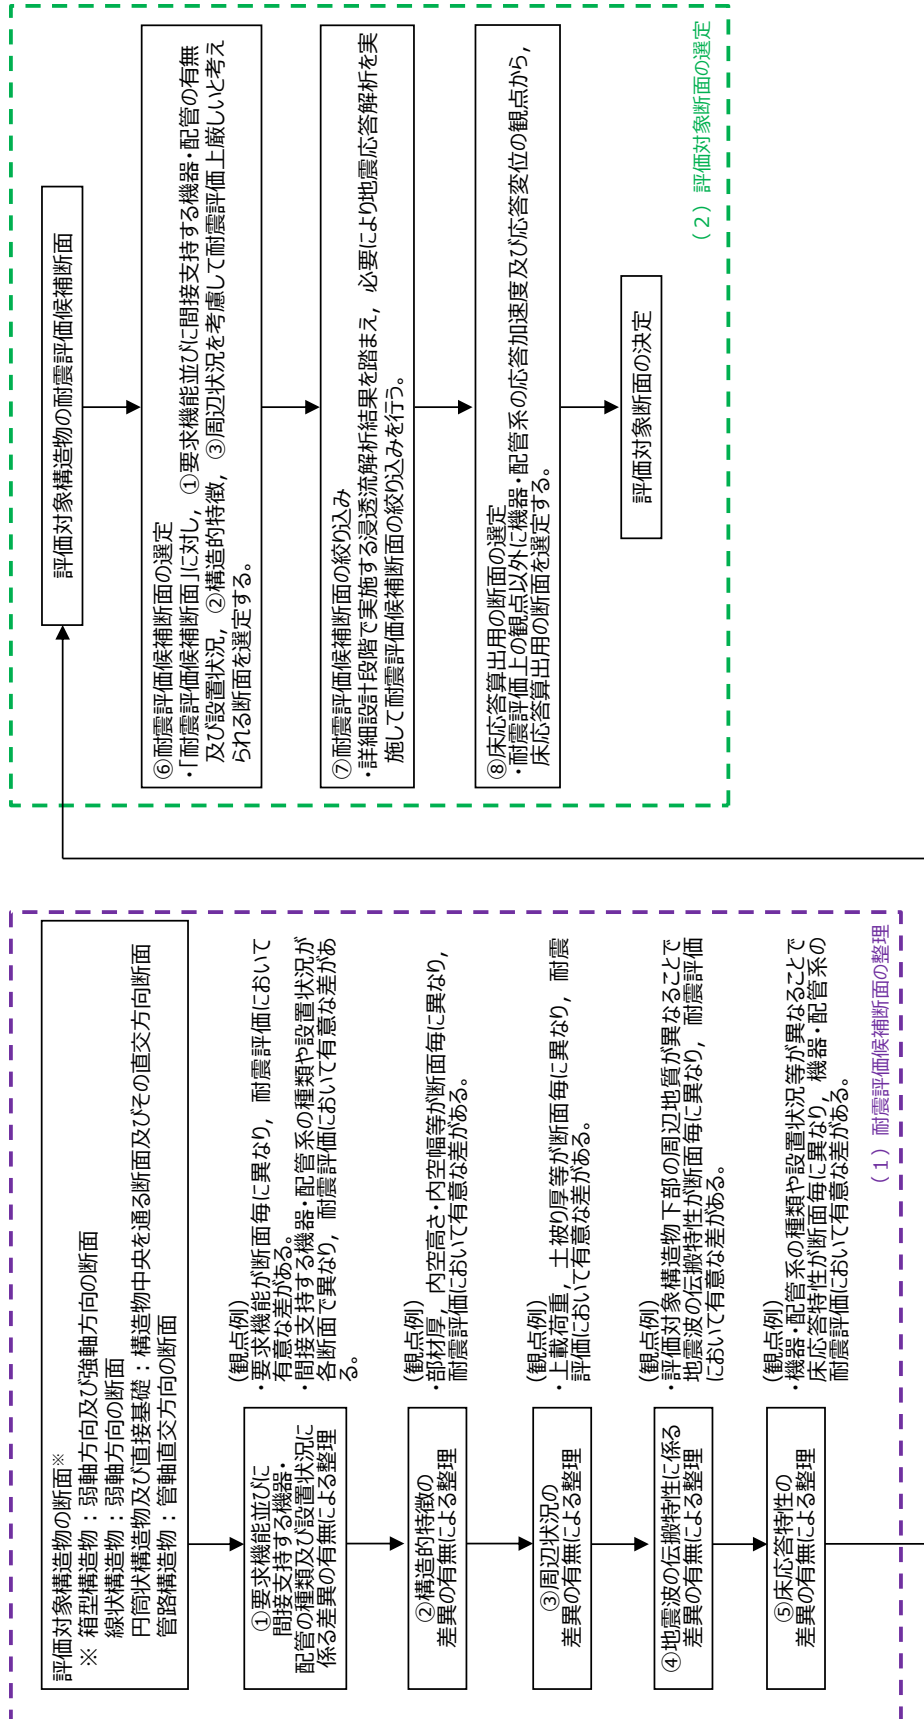 評価対象構造物の断面※
※ 箱型構造物：弱軸方向及び強軸方向の断面
線状構造物：弱軸方向の断面
円筒状構造物及び直接基礎：構造物中央を通る断面及びその直交方向断面
管路構造物：管軸直交方向の断面
①要求機能並びに
間接支持する機器・
配管の種類及び設置状況に
係る差異の有無による整理
(観点例)
・要求機能が断面毎に異なり，耐震評価において
有意な差がある。
・間接支持する機器・配管系の種類や設置状況が
各断面で異なり，耐震評価において有意な差があ
る。
②構造的特徴の
差異の有無による整理
(観点例)
・部材厚，内空高さ・内空幅等が断面毎に異なり，
耐震評価において有意な差がある。
③周辺状況の
差異の有無による整理
(観点例)
・上載荷重，土被り厚等が断面毎に異なり，耐震
評価において有意な差がある。
④地震波の伝搬特性に係る
差異の有無による整理
(観点例)
・評価対象構造物下部の周辺地質が異なることで
地震波の伝搬特性が断面毎に異なり，耐震評価
において有意な差がある。
⑤床応答特性の
差異の有無による整理
(観点例)
・機器・配管系の種類や設置状況等が異なることで
床応答特性が断面毎に異なり，機器・配管系の
耐震評価において有意な差がある。
（１）耐震評価候補断面の整理
評価対象構造物の耐震評価候補断面
⑥耐震評価候補断面の選定
・「耐震評価候補断面」に対し，①要求機能並びに間接支持する機器・配管の有無
及び設置状況，②構造的特徴，③周辺状況を考慮して耐震評価上厳しいと考え
られる断面を選定する。
⑦耐震評価候補断面の絞り込み
・詳細設計段階で実施する浸透流解析結果を踏まえ，必要により地震応答解析を実
施して耐震評価候補断面の絞り込みを行う。
⑧床応答算出用の断面の選定
・耐震評価上の観点以外に機器・配管系の応答加速度及び応答変位の観点から，
床応答算出用の断面を選定する。
評価対象断面の決定
（２）評価対象断面の選定